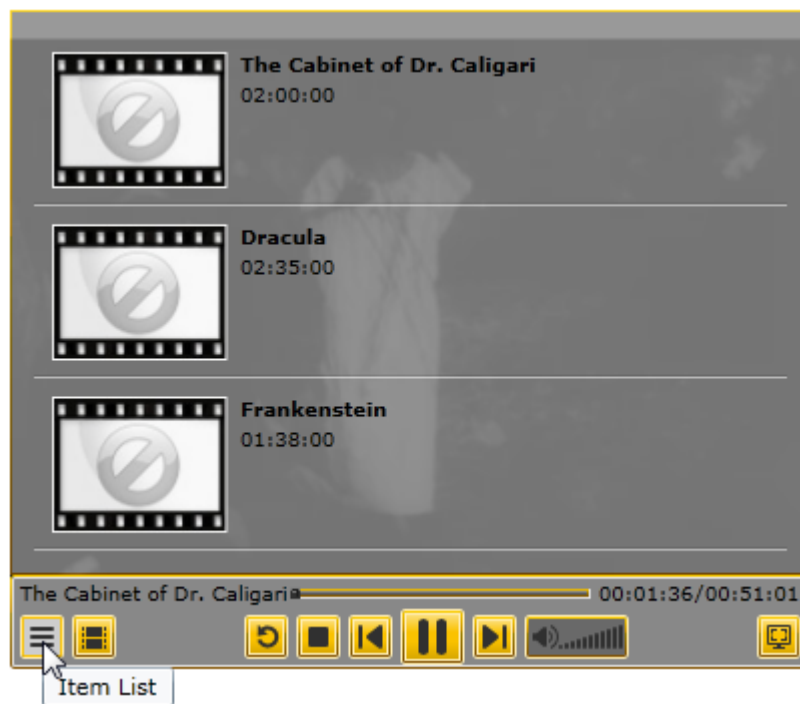 The Cabinet of Dr. Caligari
02:00:00
Dracula
02:35:00
Frankenstein
01:38:00
The Cabinet of Dr. Caligari 00:01:36/00:51:01
Item List